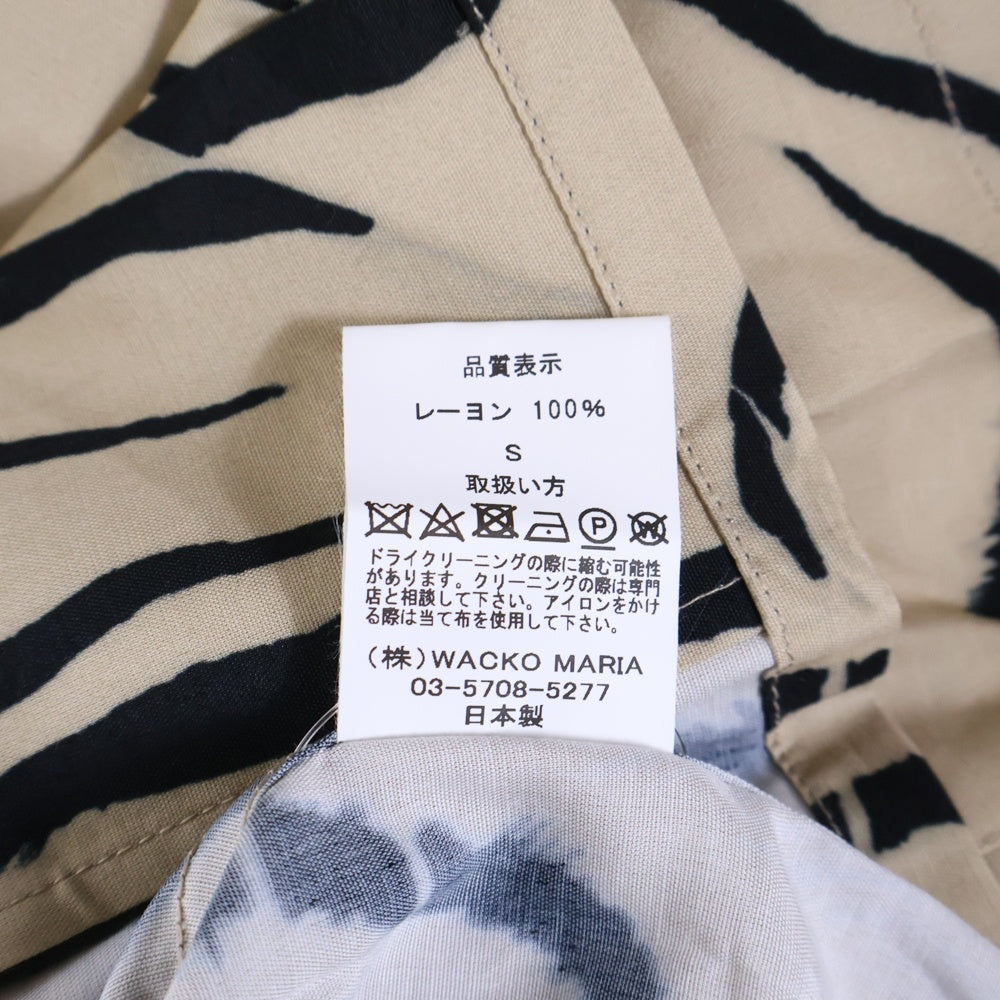 品質表示
レーヨン 100%
S
取扱い方
P W
ドライクリーニングの際に縮む可能性
があります。クリーニングの際は専門
店と相談して下さい。アイロンをかけ
る際は当て布を使用して下さい。
(株)WACKO MARIA
03-5708-5277
日本製